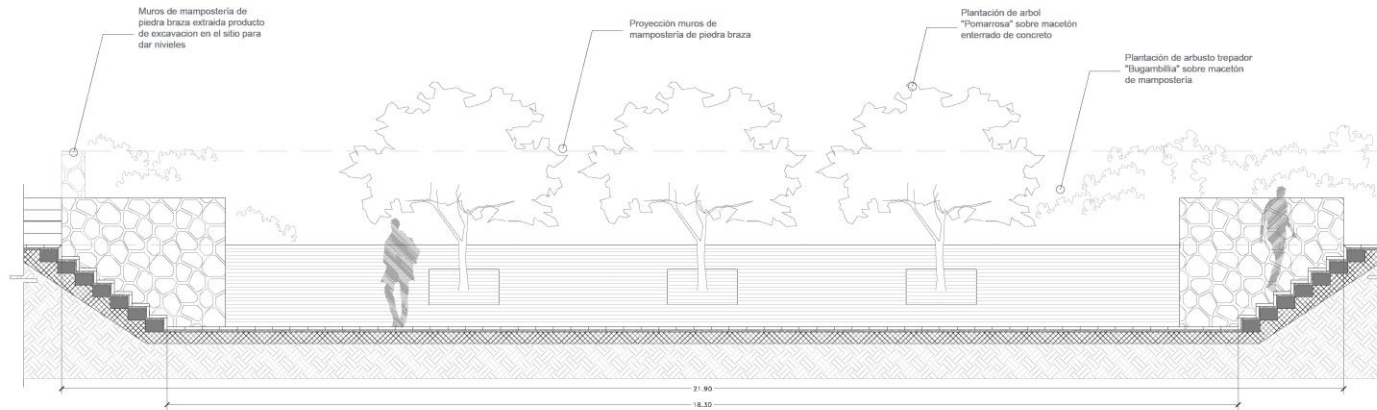 Muros de mampostería de
piedra braza extraida producto
de excavacion en el sitio para
dar nivieles
Proyección muros de
mampostería de piedra braza
Plantación de arbol
"Pomarrosa" sobre macetón
enterrado de concreto
Plantación de arbusto trepador
"Bugambillia" sobre macetón
de mampostería
21.90
18.30